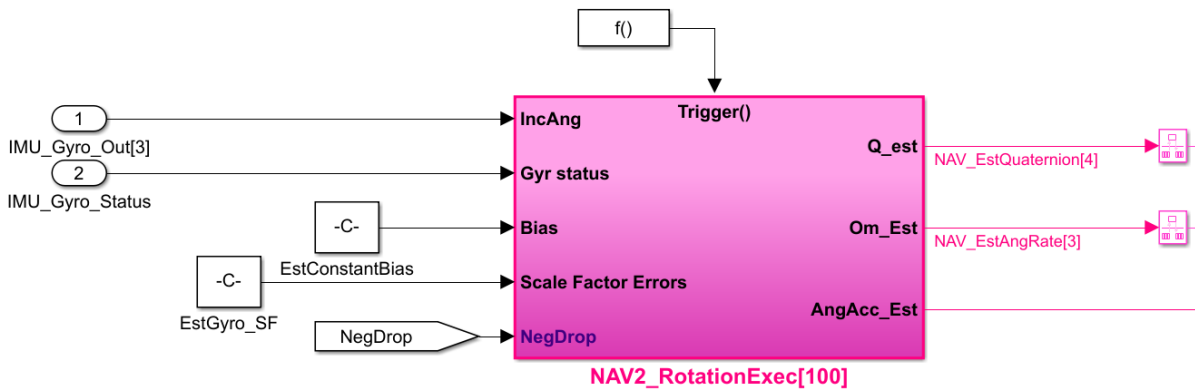 f()
Trigger()
1
IncAng
IMU_Gyro_Out[3]
Q_est
NAV_EstQuaternion[4]
2
Gyr status
IMU_Gyro_Status
-C-
Bias
EstConstantBias
Om_Est
NAV_EstAngRate[3]
-C-
Scale Factor Errors
EstGyro_SF
AngAcc_Est
NegDrop
NegDrop
NAV2_RotationExec[100]